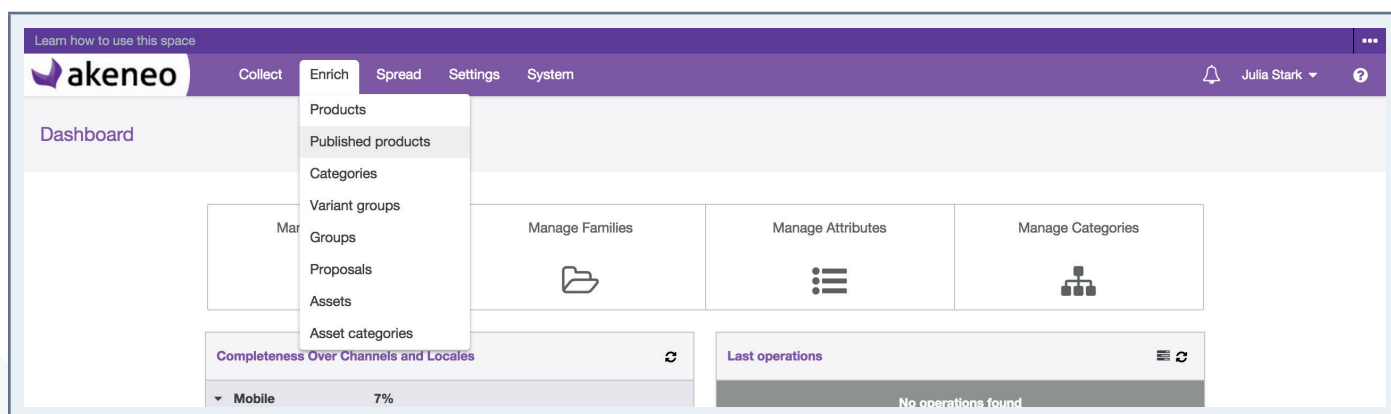 Learn how to use this space
akeneo Collect Enrich Spread Settings System Julia Stark
Dashboard
Products
Published products
Categories
Variant groups
Groups
Proposals
Assets
Asset categories
Mar
Manage Families
Manage Attributes
Manage Categories
Completeness Over Channels and Locales
Mobile 7%
Last operations
No operations found